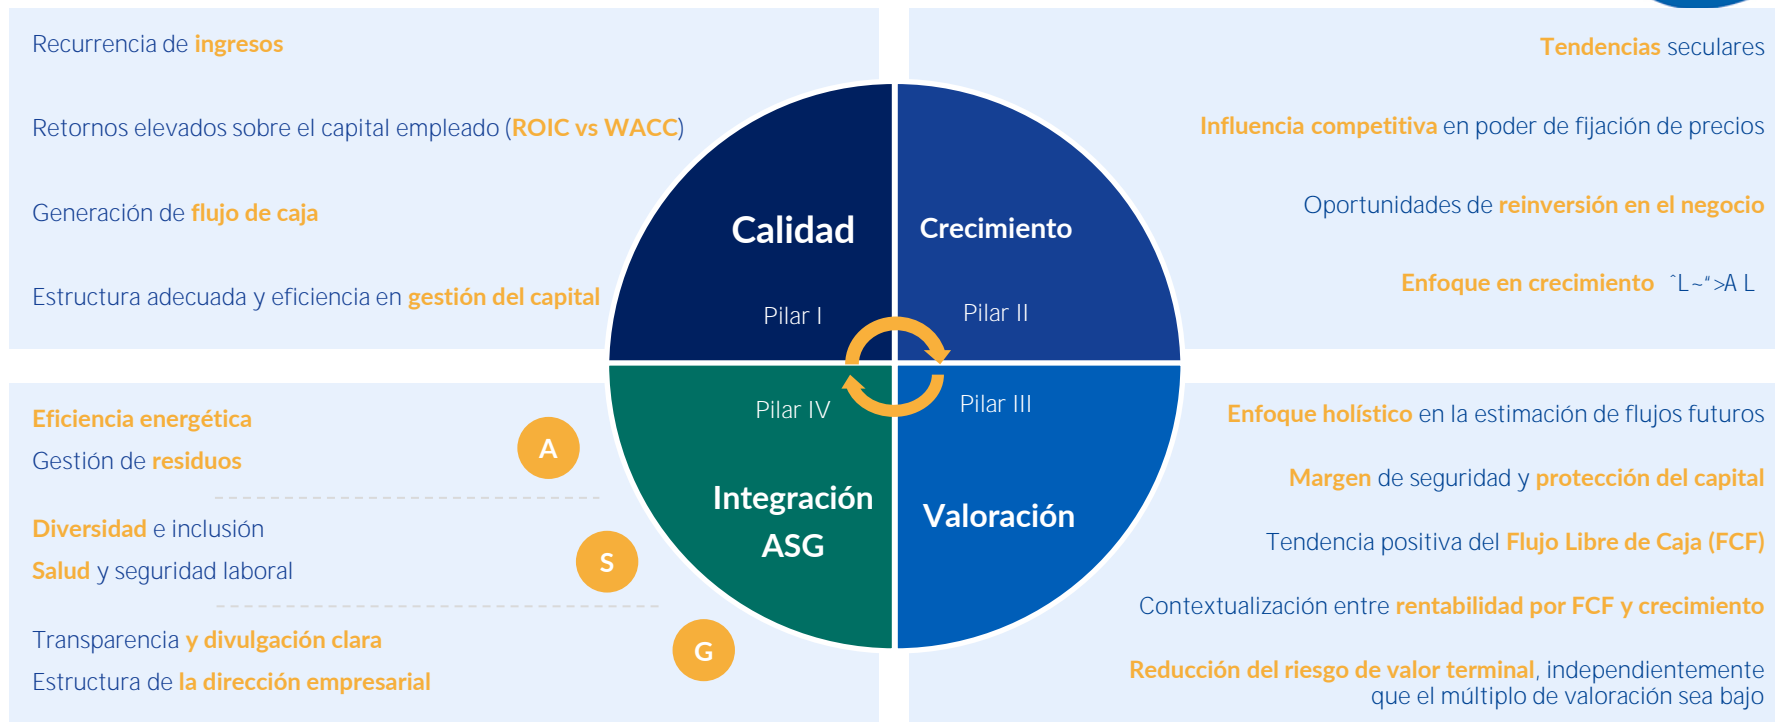 Recurrencia de ingresos
Retornos elevados sobre el capital empleado (ROIC vs WACC)
Generación de flujo de caja
Estructura adecuada y eficiencia en gestión del capital
Tendencias seculares
Influencia competitiva en poder de fijación de precios
Oportunidades de reinversión en el negocio
Enfoque en crecimiento
Calidad
Pilar I
Crecimiento
Pilar II
Pilar IV
Integración
ASG
Pilar III
Valoración
Eficiencia energética
Gestión de residuos
A
Diversidad e inclusión
Salud y seguridad laboral
S
Transparencia y divulgación clara
Estructura de la dirección empresarial
G
Enfoque holístico en la estimación de flujos futuros
Margen de seguridad y protección del capital
Tendencia positiva del Flujo Libre de Caja (FCF)
Contextualización entre rentabilidad por FCF y crecimiento
Reducción del riesgo de valor terminal, independientemente
que el múltiplo de valoración sea bajo